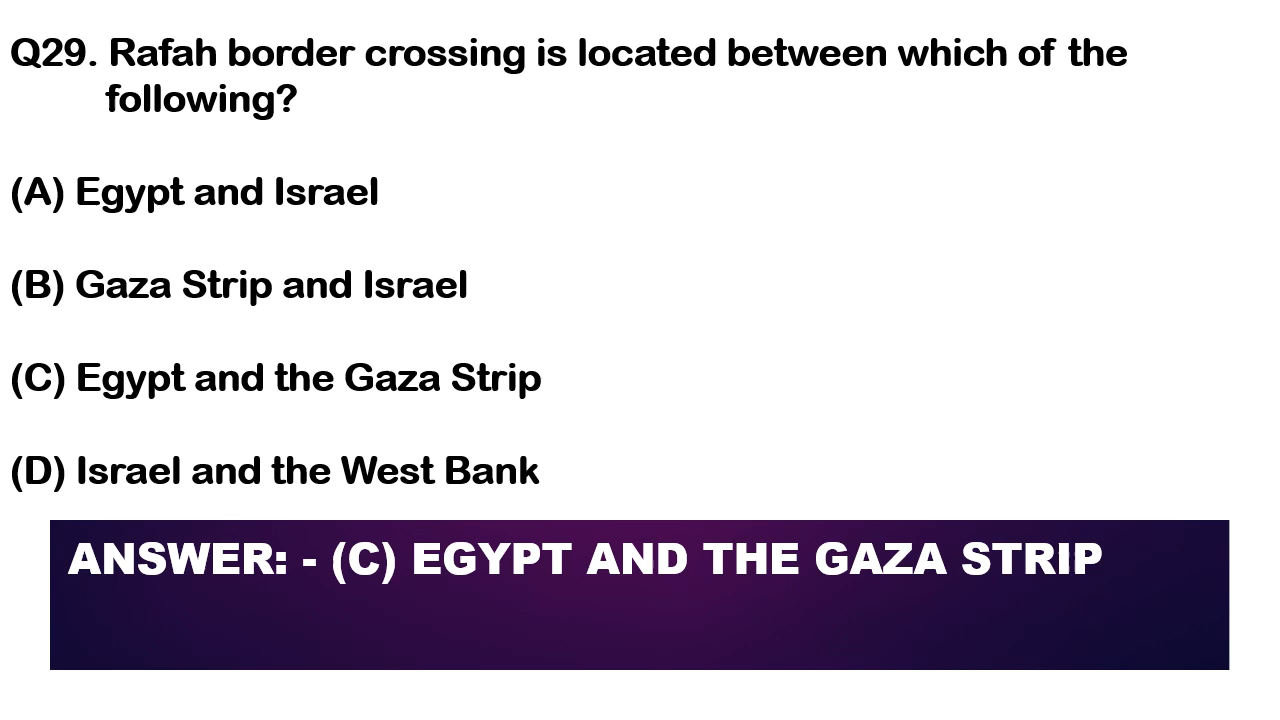 Q29. Rafah border crossing is located between which of the
following?
(A) Egypt and Israel
(B) Gaza Strip and Israel
(C) Egypt and the Gaza Strip
(D) Israel and the West Bank
ANSWER: - (C) EGYPT AND THE GAZA STRIP